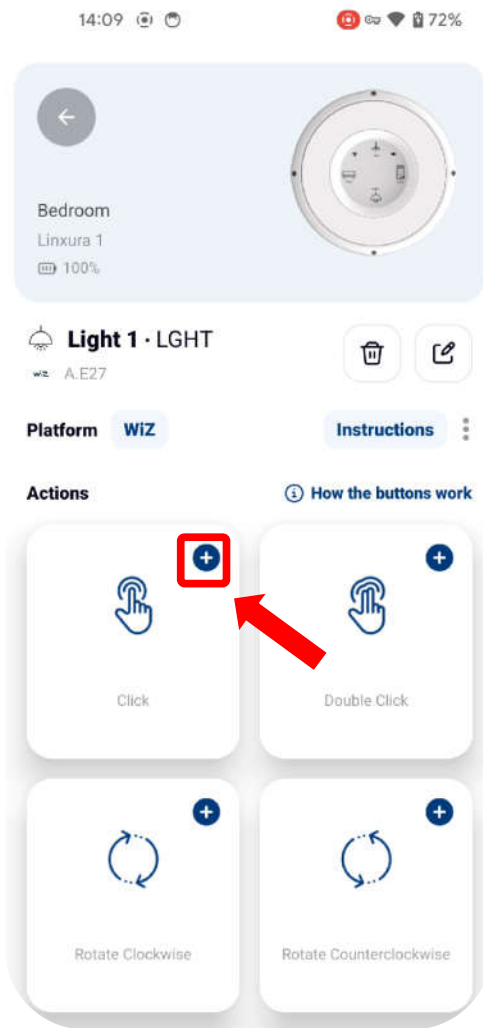 14:09 72%
Bedroom
Linxura 1
100%
Light 1 · LGHT
WiZ A.E27
Platform WiZ Instructions
Actions How the buttons work
Click Double Click
Rotate Clockwise Rotate Counterclockwise